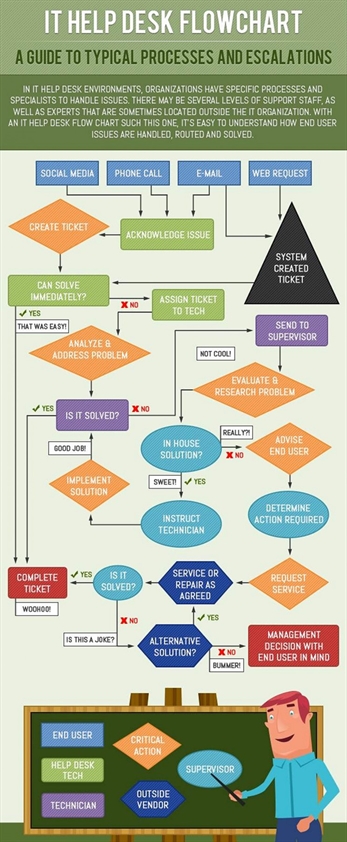 IT HELP DESK FLOWCHART
A GUIDE TO TYPICAL PROCESSES AND ESCALATIONS
IN IT HELP DESK ENVIRONMENTS, ORGANIZATIONS HAVE SPECIFIC PROCESSES AND
SPECIALISTS TO HANDLE ISSUES. THERE MAY BE SEVERAL LEVELS OF SUPPORT STAFF, AS
WELL AS EXPERTS THAT ARE SOMETIMES LOCATED OUTSIDE THE IT ORGANIZATION. WITH
AN IT HELP DESK FLOW CHART SUCH THIS ONE, IT'S EASY TO UNDERSTAND HOW END USER
ISSUES ARE HANDLED, ROUTED AND SOLVED.
SOCIAL MEDIA
PHONE CALL
E-MAIL
WEB REQUEST
CREATE TICKET
ACKNOWLEDGE ISSUE
SYSTEM
CREATED
TICKET
CAN SOLVE
IMMEDIATELY?
YES
THAT WAS EASY!
NO
ASSIGN TICKET
TO TECH
ANALYZE &
ADDRESS PROBLEM
SEND TO
SUPERVISOR
NOT COOL!
EVALUATE &
RESEARCH PROBLEM
YES
IS IT SOLVED?
NO
GOOD JOB!
IN HOUSE
SOLUTION?
REALLY?!
NO
ADVISE
END USER
SWEET!
YES
IMPLEMENT
SOLUTION
INSTRUCT
TECHNICIAN
DETERMINE
ACTION REQUIRED
COMPLETE
TICKET
WOOHOO!
YES
IS IT
SOLVED?
SERVICE OR
REPAIR AS
AGREED
REQUEST
SERVICE
NO
YES
IS THIS A JOKE?
ALTERNATIVE
SOLUTION?
NO
BUMMER!
MANAGEMENT
DECISION WITH
END USER IN MIND
END USER
CRITICAL
ACTION
HELP DESK
TECH
SUPERVISOR
TECHNICIAN
OUTSIDE
VENDOR